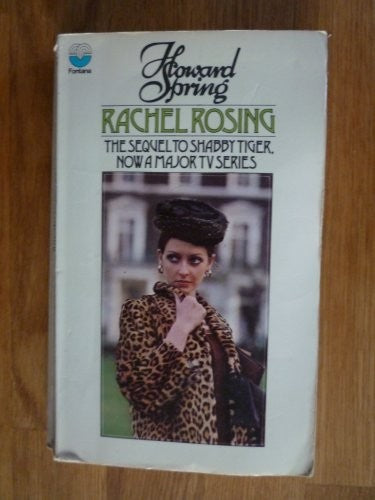 Fontana
Howard
Spring
RACHEL ROSING
THE SEQUEL TO SHABBY TIGER,
NOW A MAJOR TV SERIES